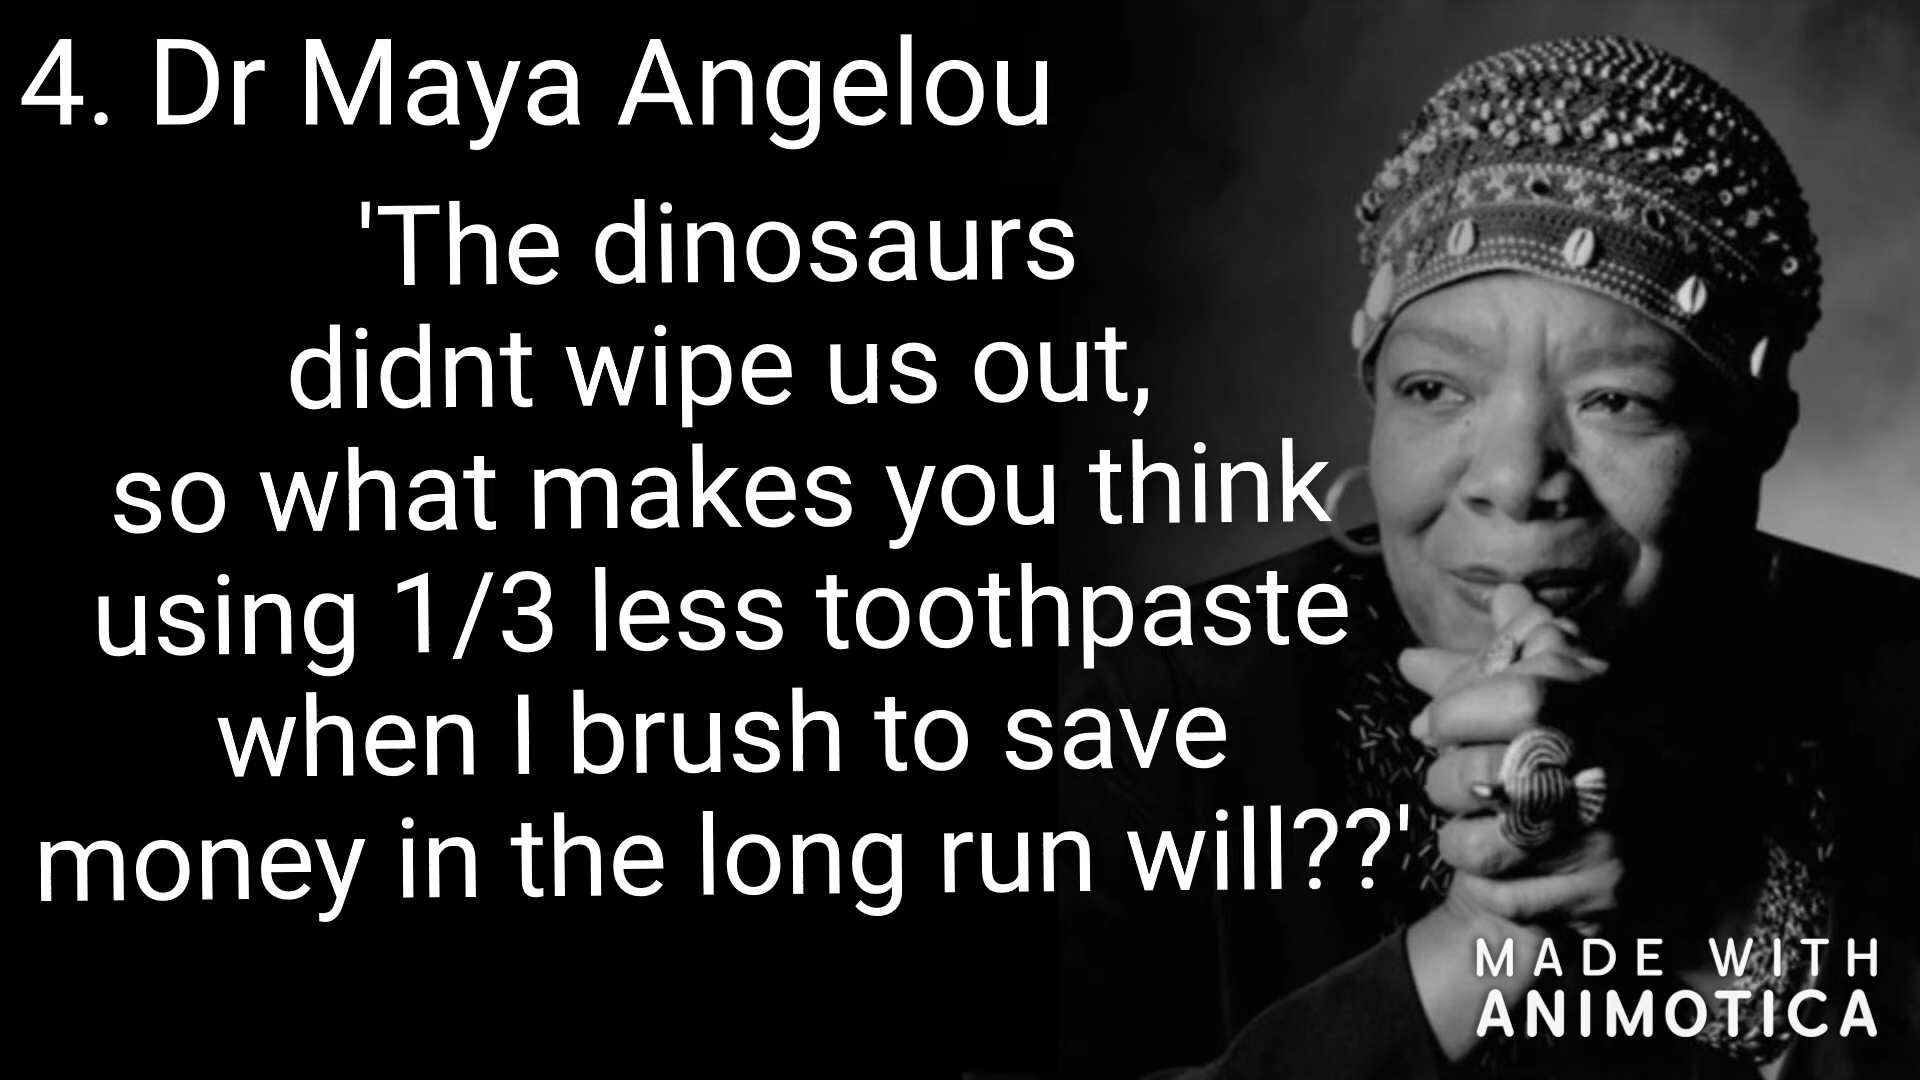 4. Dr Maya Angelou
'The dinosaurs
didnt wipe us out,
so what makes you think
using 1/3 less toothpaste
when I brush to save
money in the long run will??'
MADE WITH
ANIMOTICA